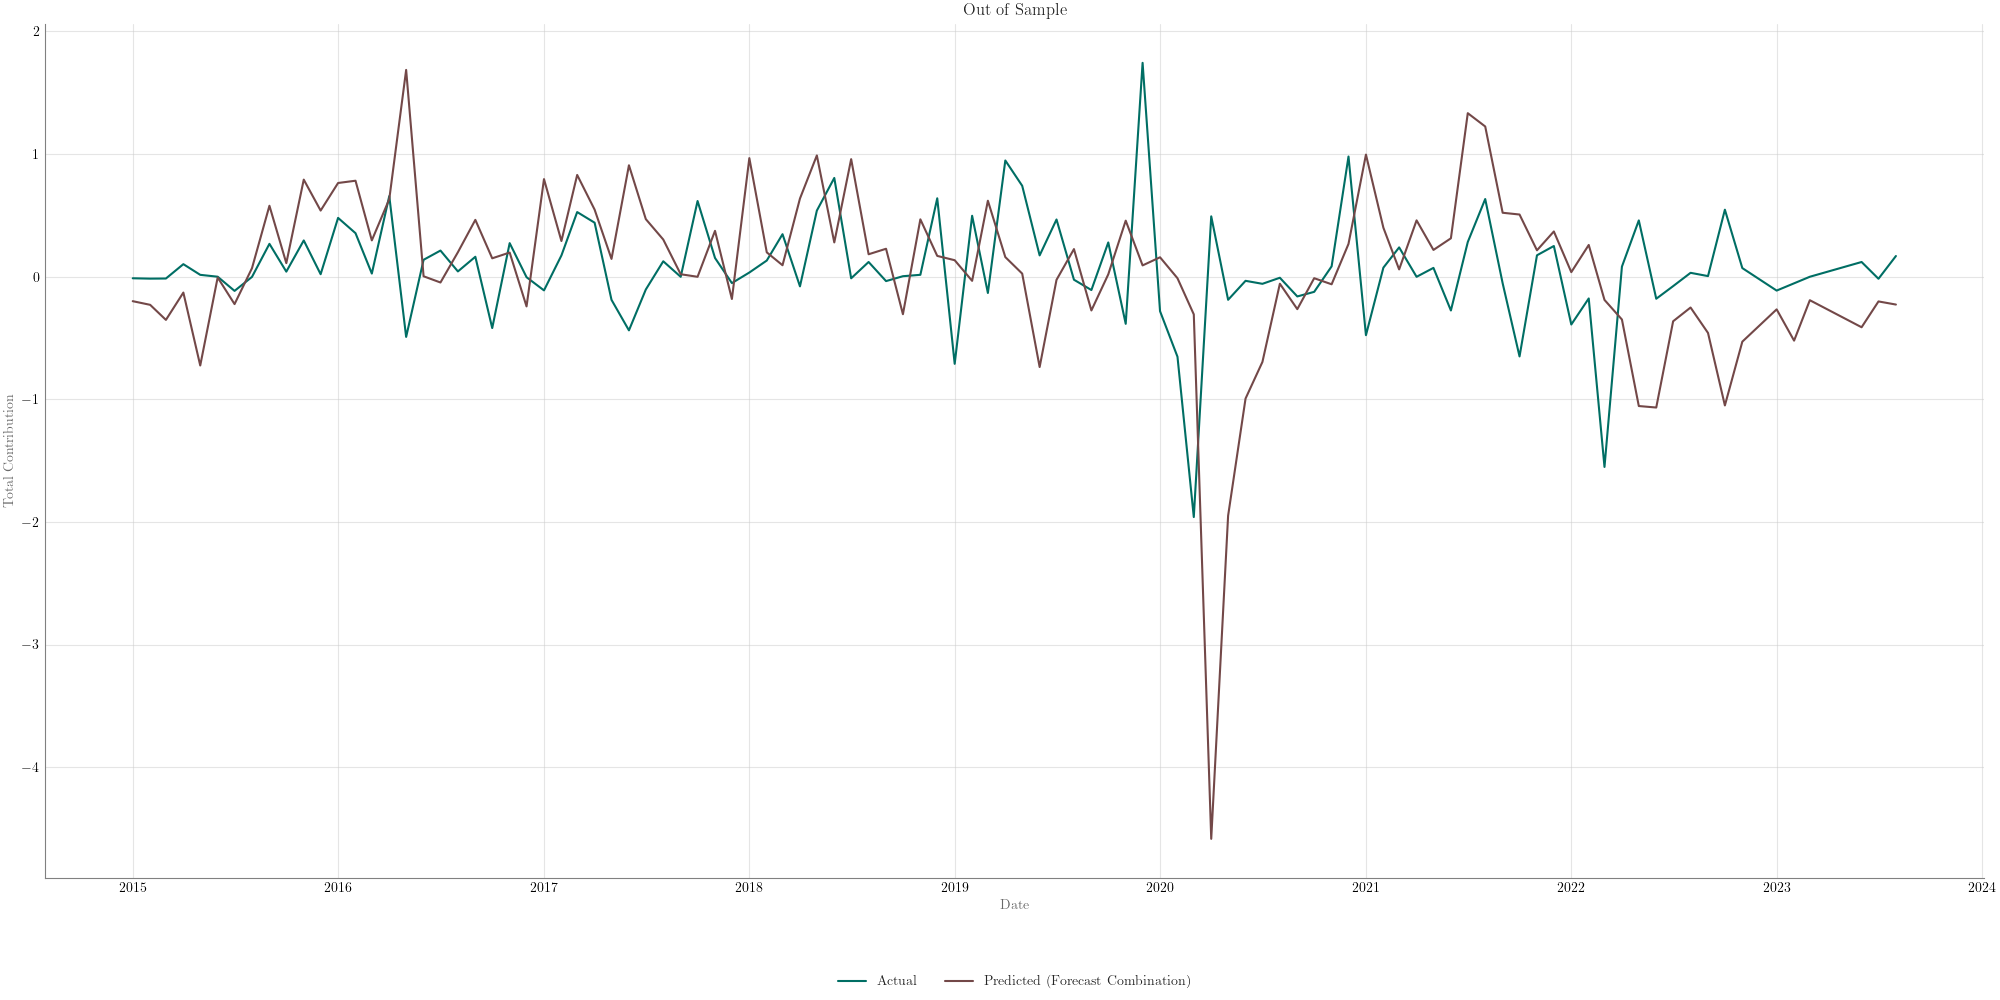 Out of Sample
2
1
0
−1
−2
−3
−4
Total Contribution
2015 2016 2017 2018 2019 2020 2021 2022 2023 2024
Date
Actual Predicted (Forecast Combination)